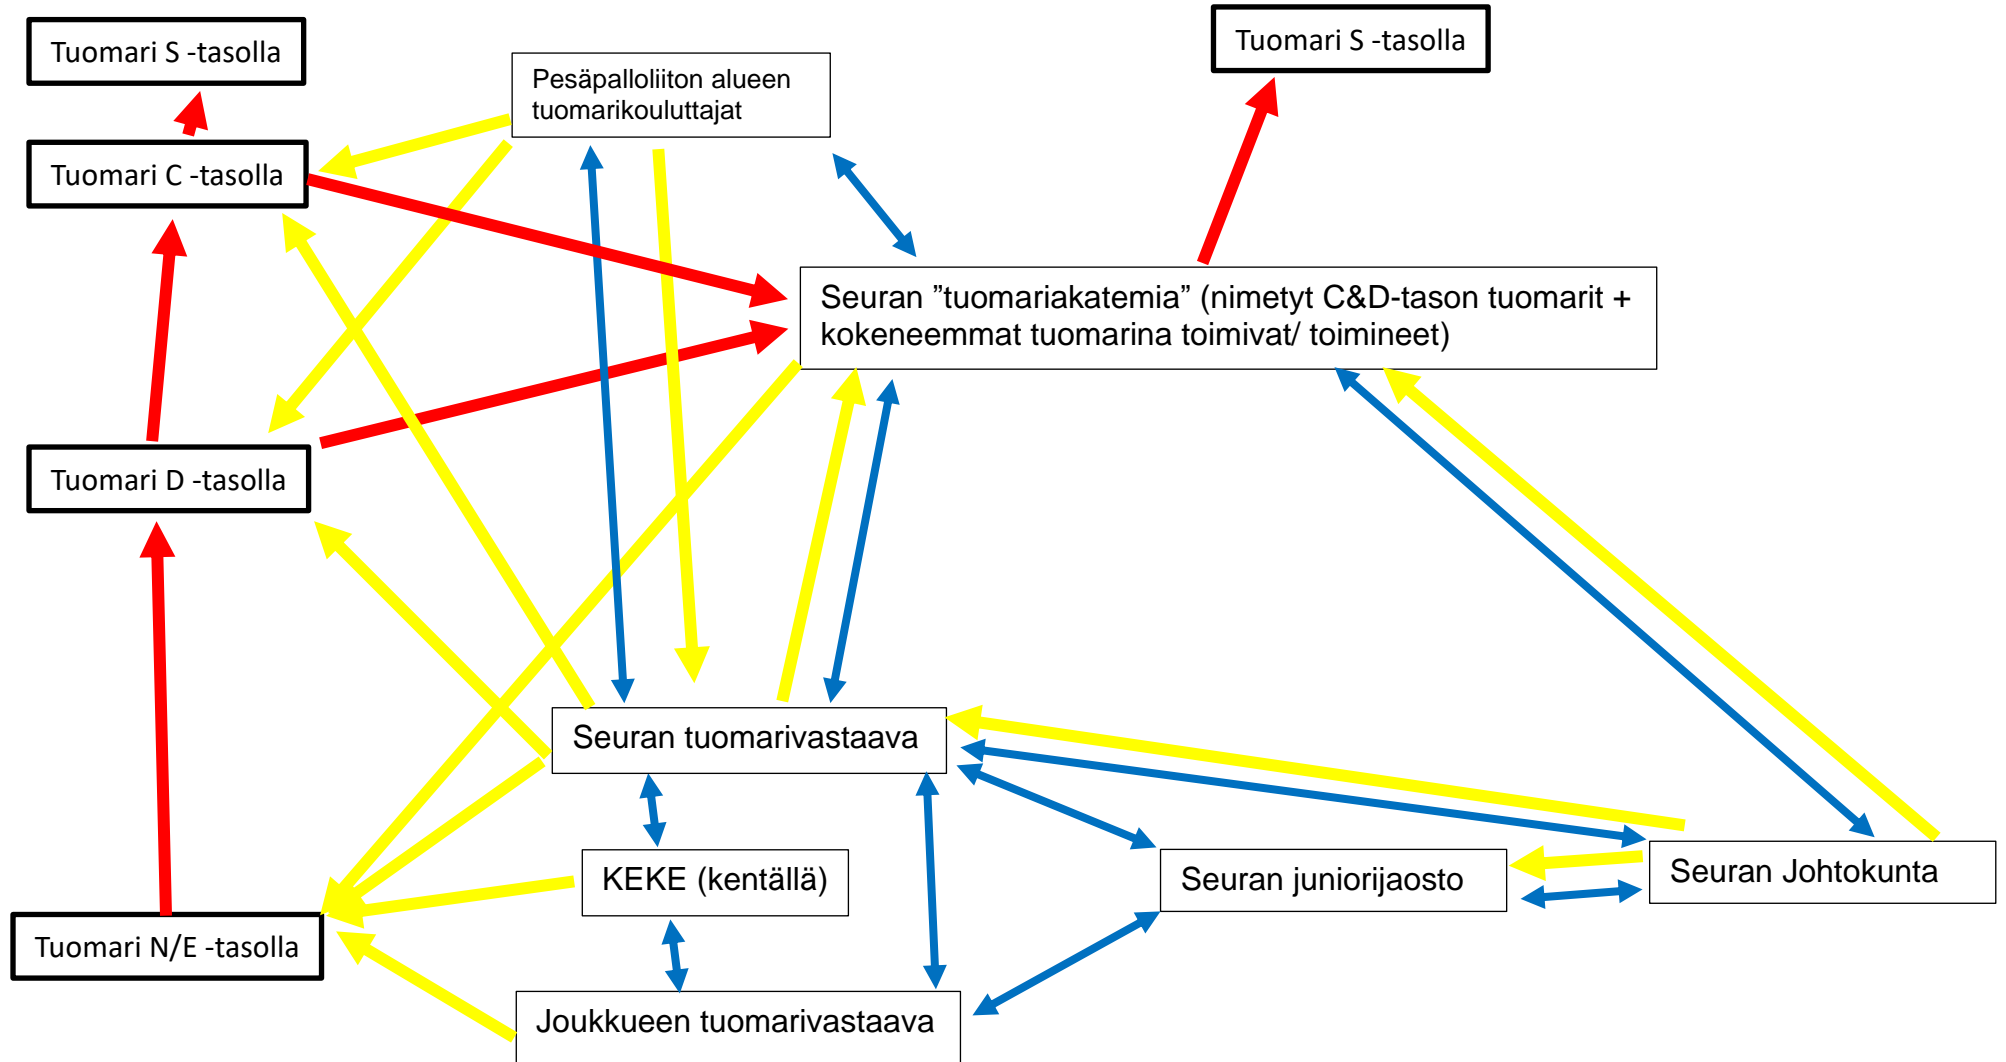 Tuomari S -tasolla
Pesäpalloliiton alueen
tuomarikouluttajat
Tuomari S -tasolla
Tuomari C -tasolla
Seuran ”tuomariakatemia” (nimetyt C&D-tason tuomarit +
kokeneemmat tuomarina toimivat/ toimineet)
Tuomari D -tasolla
Seuran tuomarivastaava
KEKE (kentällä)
Seuran juniorijaosto
Seuran Johtokunta
Tuomari N/E -tasolla
Joukkueen tuomarivastaava